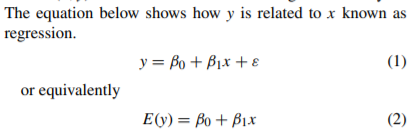 The equation below shows how y is related to x known as
regression.
y = β₀ + β₁x + ε (1)
or equivalently
E(y) = β₀ + β₁x (2)